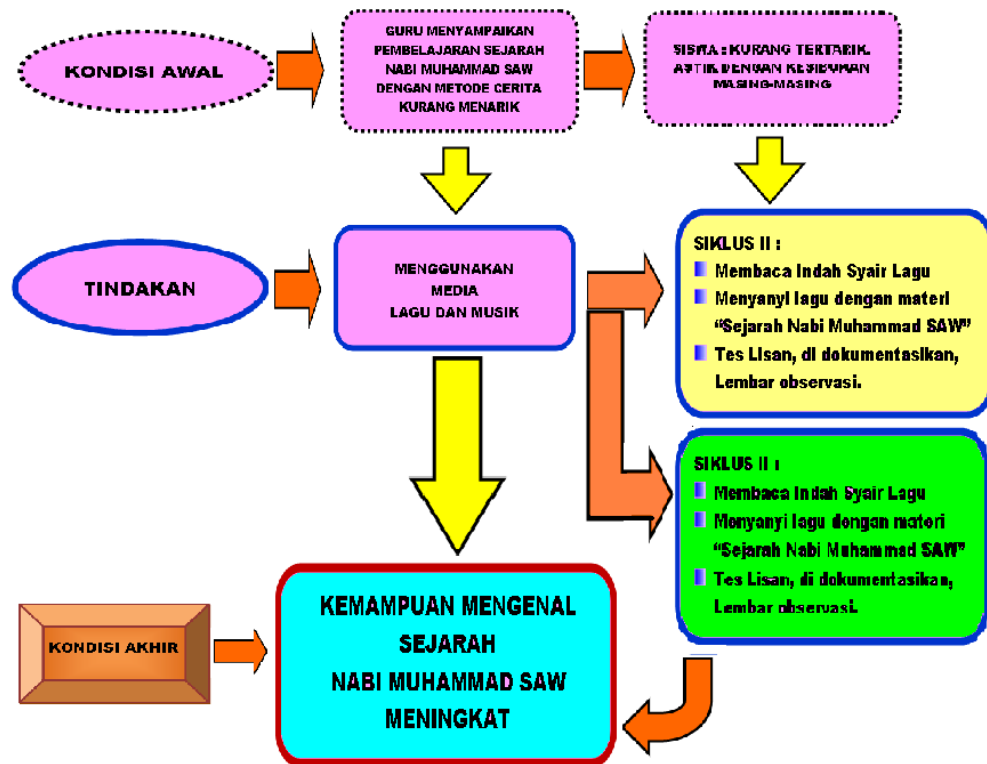 KONDISI AWAL
GURU MENYAMPAIKAN
PEMBELAJARAN SEJARAH
NABI MUHAMMAD SAW
DENGAN METODE CERITA
KURANG MENARIK
SISWA : KURANG TERTARIK,
ASTIK DENGAN KESIBUKAN
MASING-MASING
TINDAKAN
MENGGUNAKAN
MEDIA
LAGU DAN MUSIK
SIKLUS II :
Membaca Indah Syair Lagu
Menyanyi lagu dengan materi
“Sejarah Nabi Muhammad SAW”
Tes Lisan, di dokumentasikan,
Lembar observasi.
SIKLUS II :
Membaca Indah Syair Lagu
Menyanyi lagu dengan materi
“Sejarah Nabi Muhammad SAW”
Tes Lisan, di dokumentasikan,
Lembar observasi.
KONDISI AKHIR
KEMAMPUAN MENGENAL
SEJARAH
NABI MUHAMMAD SAW
MENINGKAT